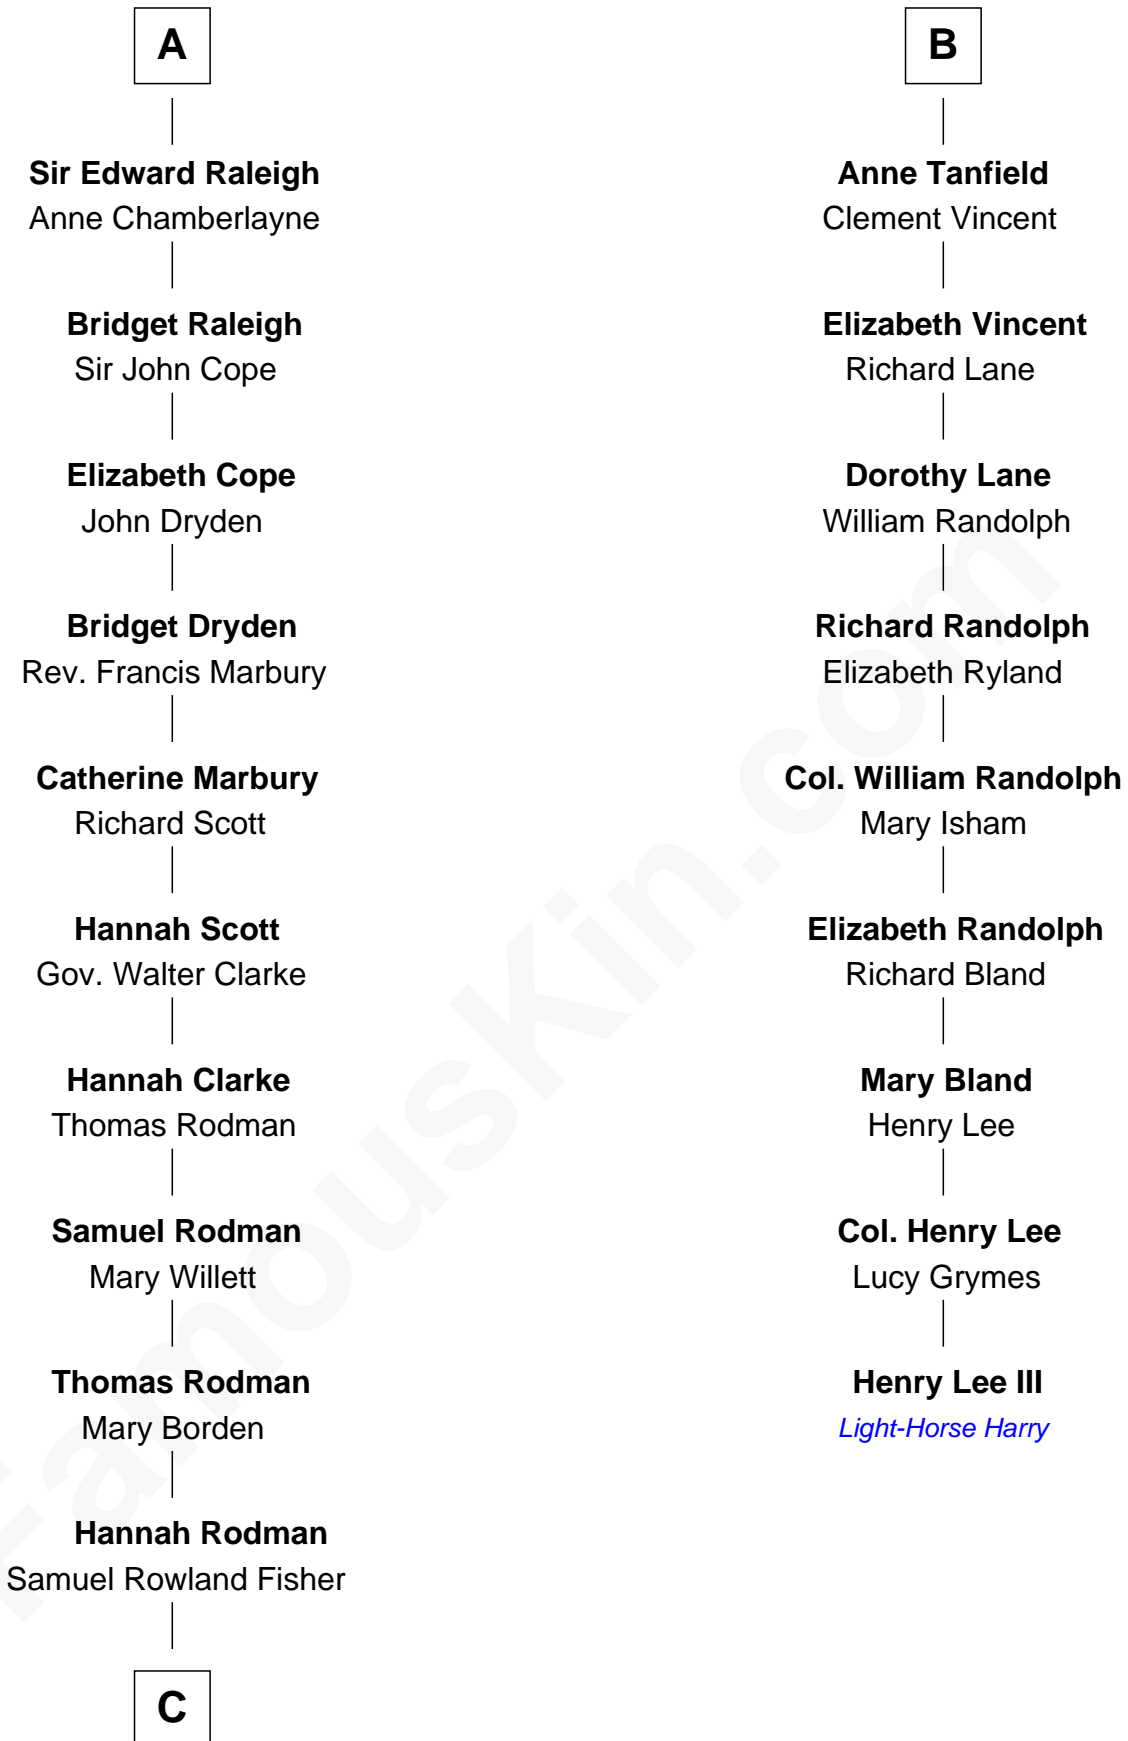 A
Sir Edward Raleigh
Anne Chamberlayne
Bridget Raleigh
Sir John Cope
Elizabeth Cope
John Dryden
Bridget Dryden
Rev. Francis Marbury
Catherine Marbury
Richard Scott
Hannah Scott
Gov. Walter Clarke
Hannah Clarke
Thomas Rodman
Samuel Rodman
Mary Willett
Thomas Rodman
Mary Borden
Hannah Rodman
Samuel Rowland Fisher
C
B
Anne Tanfield
Clement Vincent
Elizabeth Vincent
Richard Lane
Dorothy Lane
William Randolph
Richard Randolph
Elizabeth Ryland
Col. William Randolph
Mary Isham
Elizabeth Randolph
Richard Bland
Mary Bland
Henry Lee
Col. Henry Lee
Lucy Grymes
Henry Lee III
Light-Horse Harry
FamousKin.com